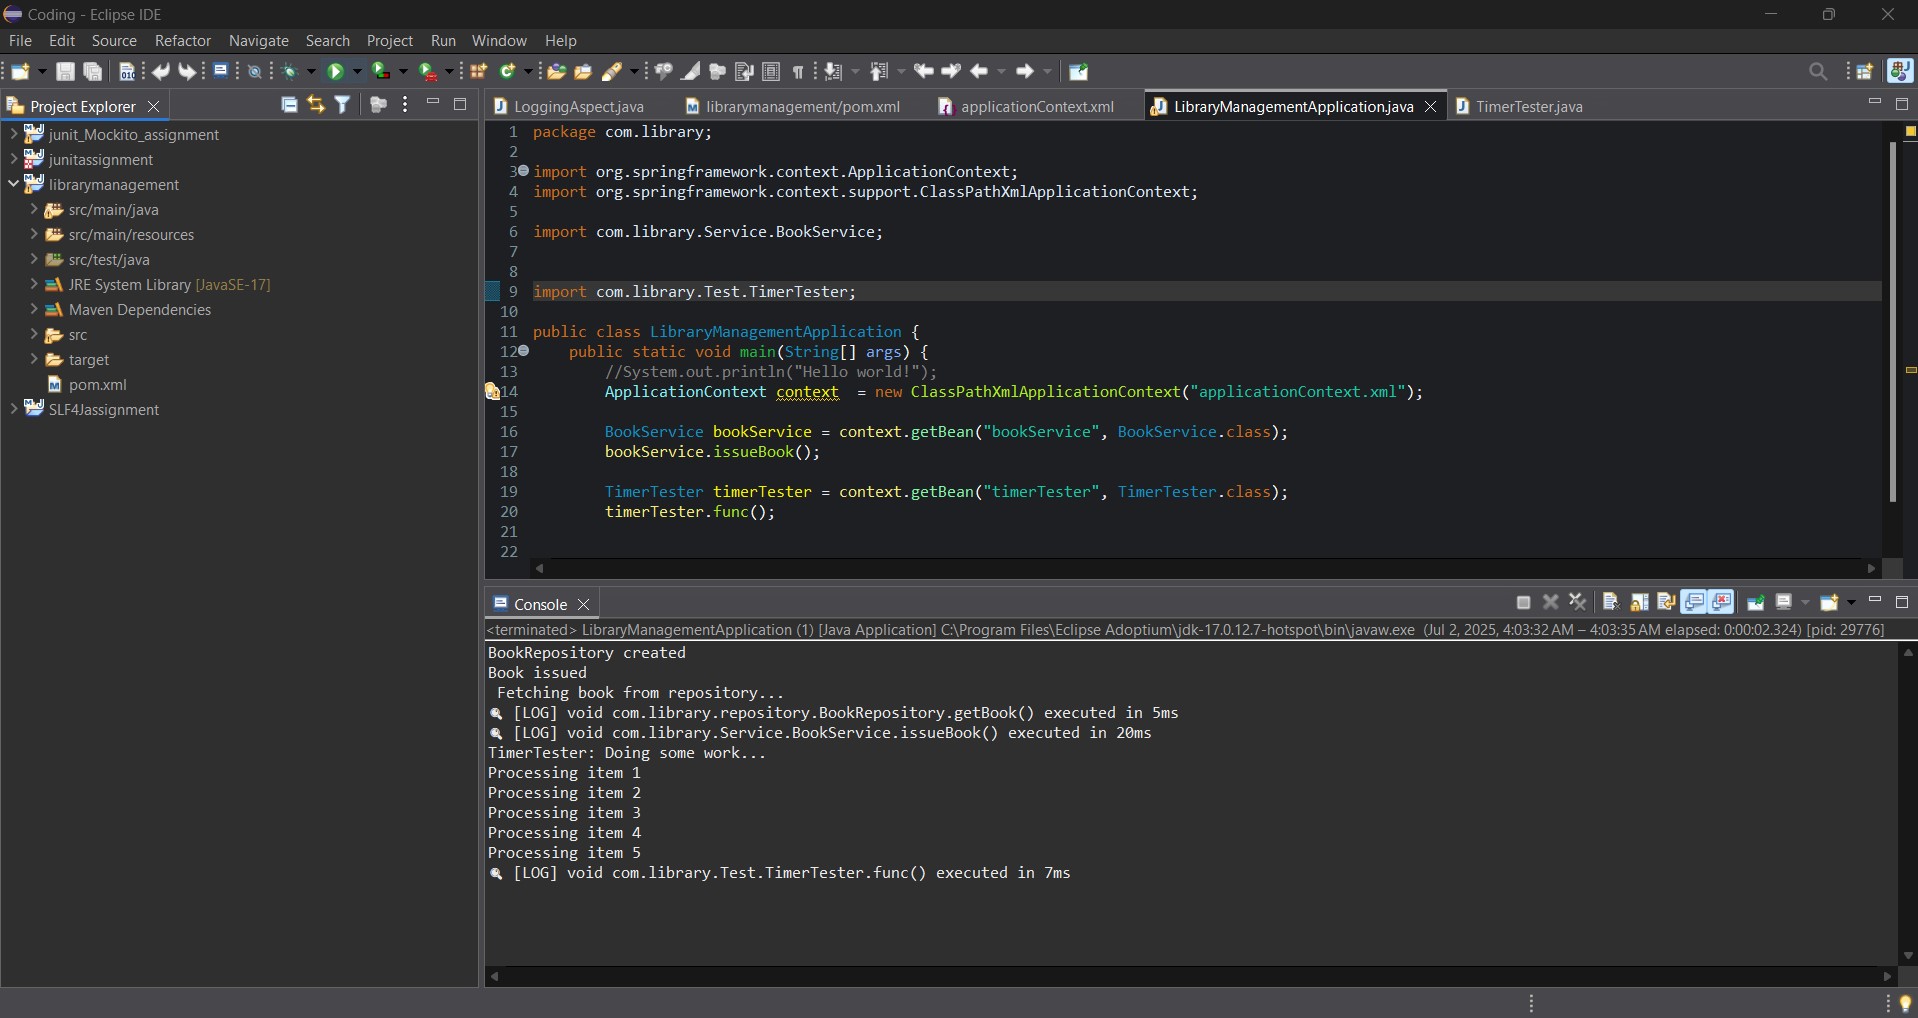 Coding - Eclipse IDE
File Edit Source Refactor Navigate Search Project Run Window Help
Project Explorer
junit_Mockito_assignment
junitassignment
librarymanagement
src/main/java
src/main/resources
src/test/java
JRE System Library [JavaSE-17]
Maven Dependencies
src
target
pom.xml
SLF4Jassignment
LoggingAspect.java librarymanagement/pom.xml applicationContext.xml LibraryManagementApplication.java TimerTester.java
1 package com.library;
2
3 import org.springframework.context.ApplicationContext;
4 import org.springframework.context.support.ClassPathXmlApplicationContext;
5
6 import com.library.Service.BookService;
7
8
9 import com.library.Test.TimerTester;
10
11 public class LibraryManagementApplication {
12 public static void main(String[] args) {
13 //System.out.println("Hello world!");
14 ApplicationContext context  = new ClassPathXmlApplicationContext("applicationContext.xml");
15
16 BookService bookService = context.getBean("bookService", BookService.class);
17 bookService.issueBook();
18
19 TimerTester timerTester = context.getBean("timerTester", TimerTester.class);
20 timerTester.func();
21
22
Console
<terminated> LibraryManagementApplication (1) [Java Application] C:\Program Files\Eclipse Adoptium\jdk-17.0.12.7-hotspot\bin\javaw.exe (Jul 2, 2025, 4:03:32 AM – 4:03:35 AM elapsed: 0:00:02.324) [pid: 29776]
BookRepository created
Book issued
Fetching book from repository...
[LOG] void com.library.repository.BookRepository.getBook() executed in 5ms
[LOG] void com.library.Service.BookService.issueBook() executed in 20ms
TimerTester: Doing some work...
Processing item 1
Processing item 2
Processing item 3
Processing item 4
Processing item 5
[LOG] void com.library.Test.TimerTester.func() executed in 7ms